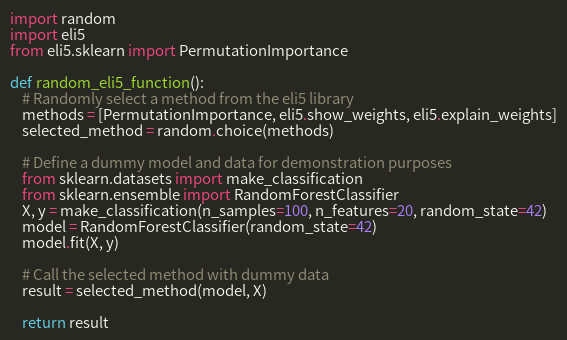 import random
import eli5
from eli5.sklearn import PermutationImportance

def random_eli5_function():
    # Randomly select a method from the eli5 library
    methods = [PermutationImportance, eli5.show_weights, eli5.explain_weights]
    selected_method = random.choice(methods)

    # Define a dummy model and data for demonstration purposes
    from sklearn.datasets import make_classification
    from sklearn.ensemble import RandomForestClassifier
    X, y = make_classification(n_samples=100, n_features=20, random_state=42)
    model = RandomForestClassifier(random_state=42)
    model.fit(X, y)

    # Call the selected method with dummy data
    result = selected_method(model, X)

    return result